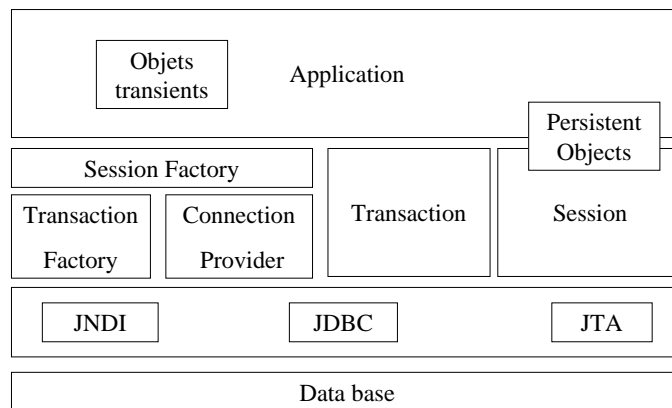 Objets
transients
Application
Persistent
Objects
Session Factory
Transaction
Factory
Connection
Provider
Transaction
Session
JNDI
JDBC
JTA
Data base